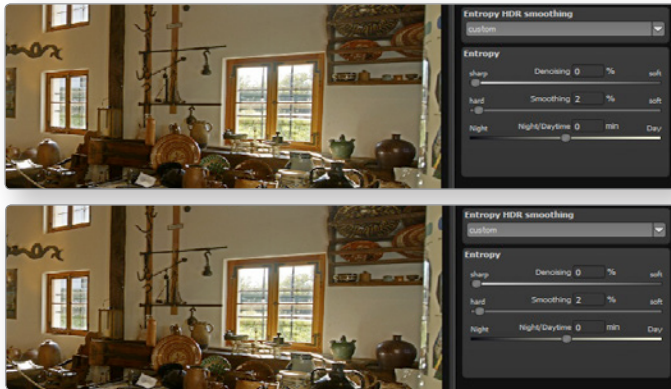 Entropy HDR smoothing
custom
Entropy
sharp Denoising 0 % soft
hard Smoothing 2 % soft
Night Night/Daytime 0 min Day
Entropy HDR smoothing
custom
Entropy
sharp Denoising 0 % soft
hard Smoothing 2 % soft
Night Night/Daytime 0 min Day